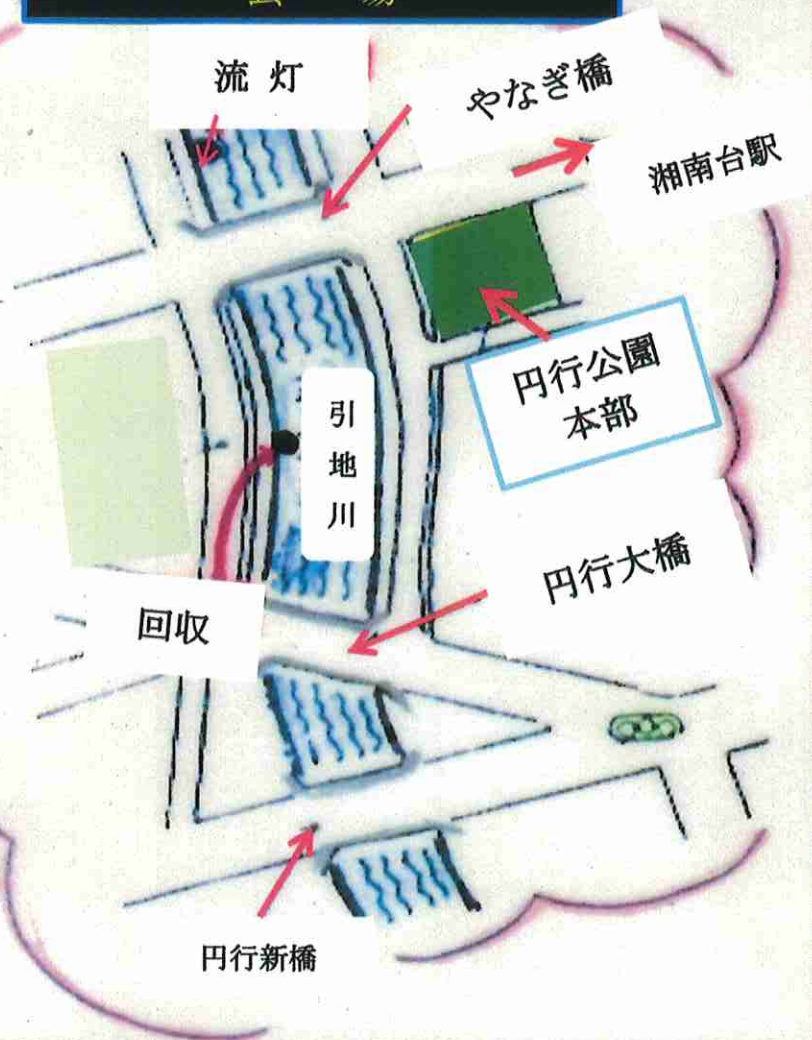 流 灯
やなぎ橋
湘南台駅
円行公園
本部
引
地
川
円行大橋
回収
円行新橋